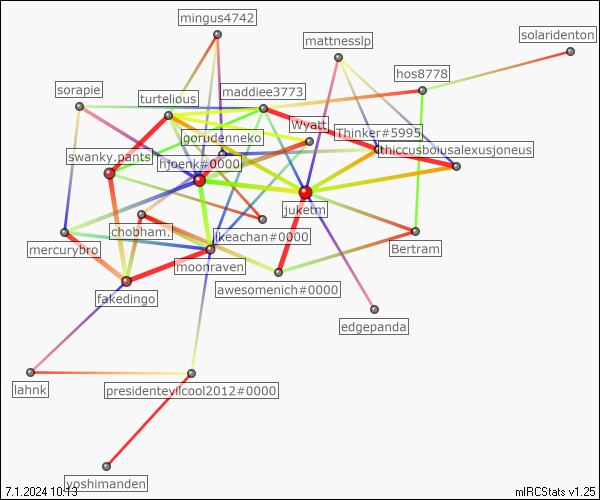 mingus4742
solaridenton
mattnesslp
hos8778
sorapie
maddiee3773
turtelious
Wyatt
Thinker#5995
gorudenneko
thiccusboiusalexusjoneus
swanky.pants
hjoenk#0000
juketm
chobham.
ikeachan#0000
mercurybro
Bertram
moonraven
awesomenich#0000
fakedingo
edgepanda
lahnk
presidentevilcool2012#0000
yoshimanden
7.1.2024 10:13
mIRCStats v1.25